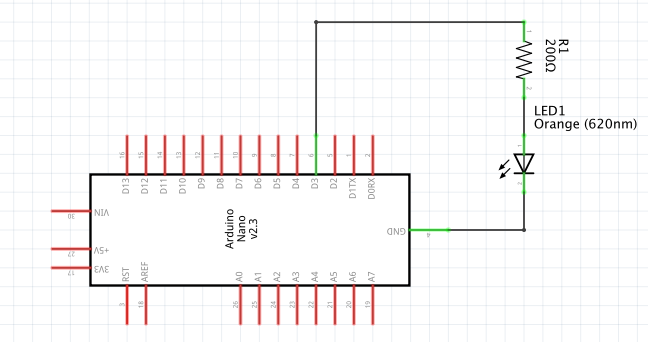 1
R1
200Ω
2
LED1
Orange (620nm)
1
2
16
15
14
13
12
11
10
9
8
7
6
5
1
2
D13
D12
D11
D10
D9
D8
D7
D6
D5
D4
D3
D2
D1TX
D0RX
VIN
30
+5V
27
3V3
17
Arduino
Nano
v2.3
GND
4
RST
AREF
A0
A1
A2
A3
A4
A5
A6
A7
3
18
26
25
24
23
22
21
20
19